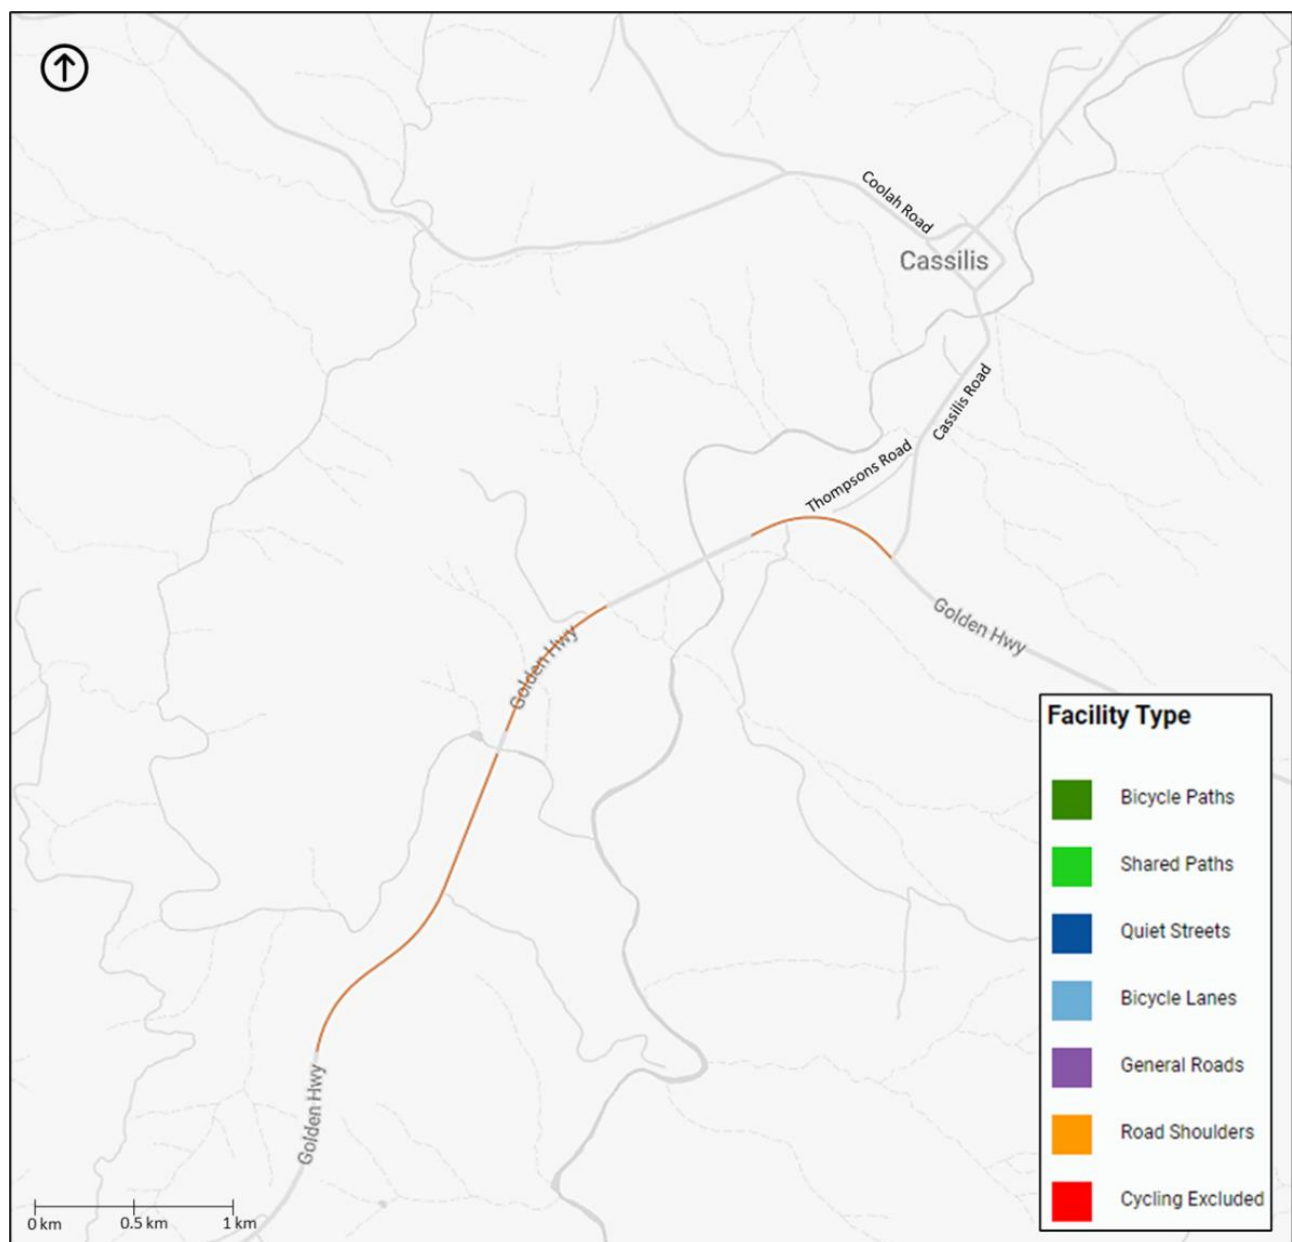 Coolah Road
Cassilis
Cassilis Road
Thompsons Road
Golden Hwy
Golden Hwy
Golden Hwy
Facility Type
Bicycle Paths
Shared Paths
Quiet Streets
Bicycle Lanes
General Roads
Road Shoulders
Cycling Excluded
0 km 0.5 km 1 km